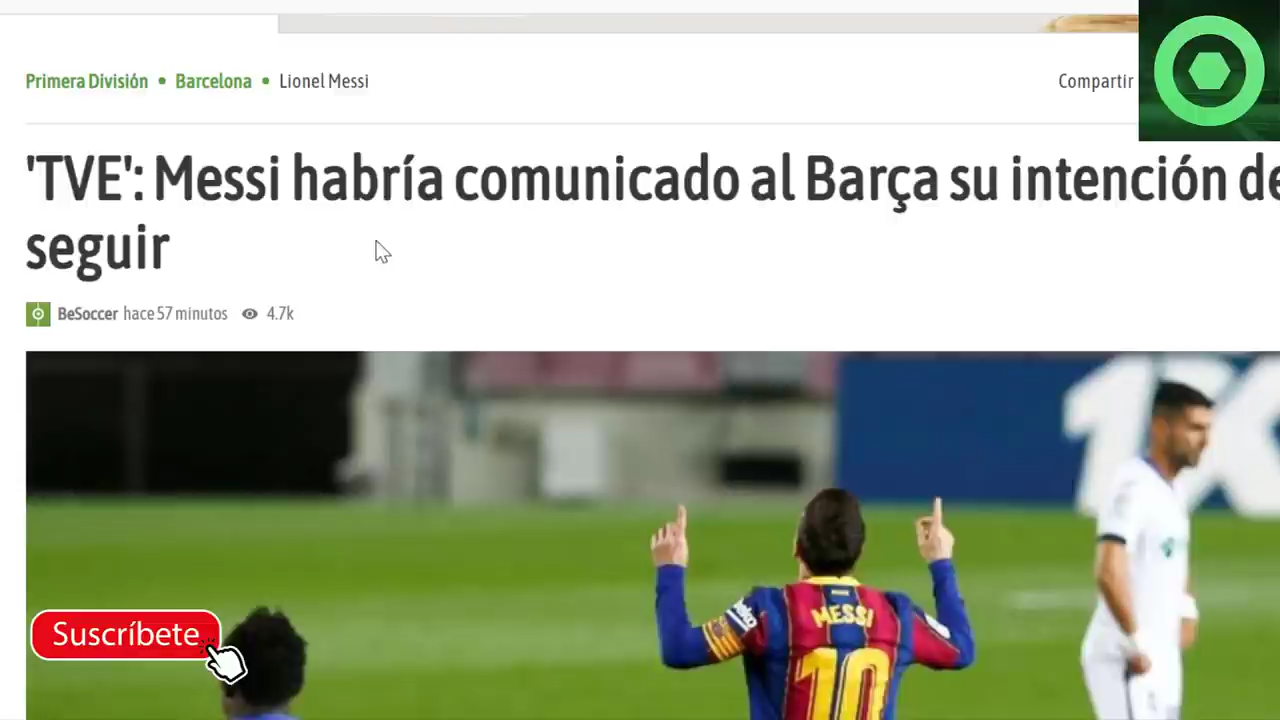 Primera División • Barcelona • Lionel Messi
Compartir
'TVE': Messi habría comunicado al Barça su intención de
seguir
BeSoccer hace 57 minutos 4.7k
MESSI
10
Suscríbete